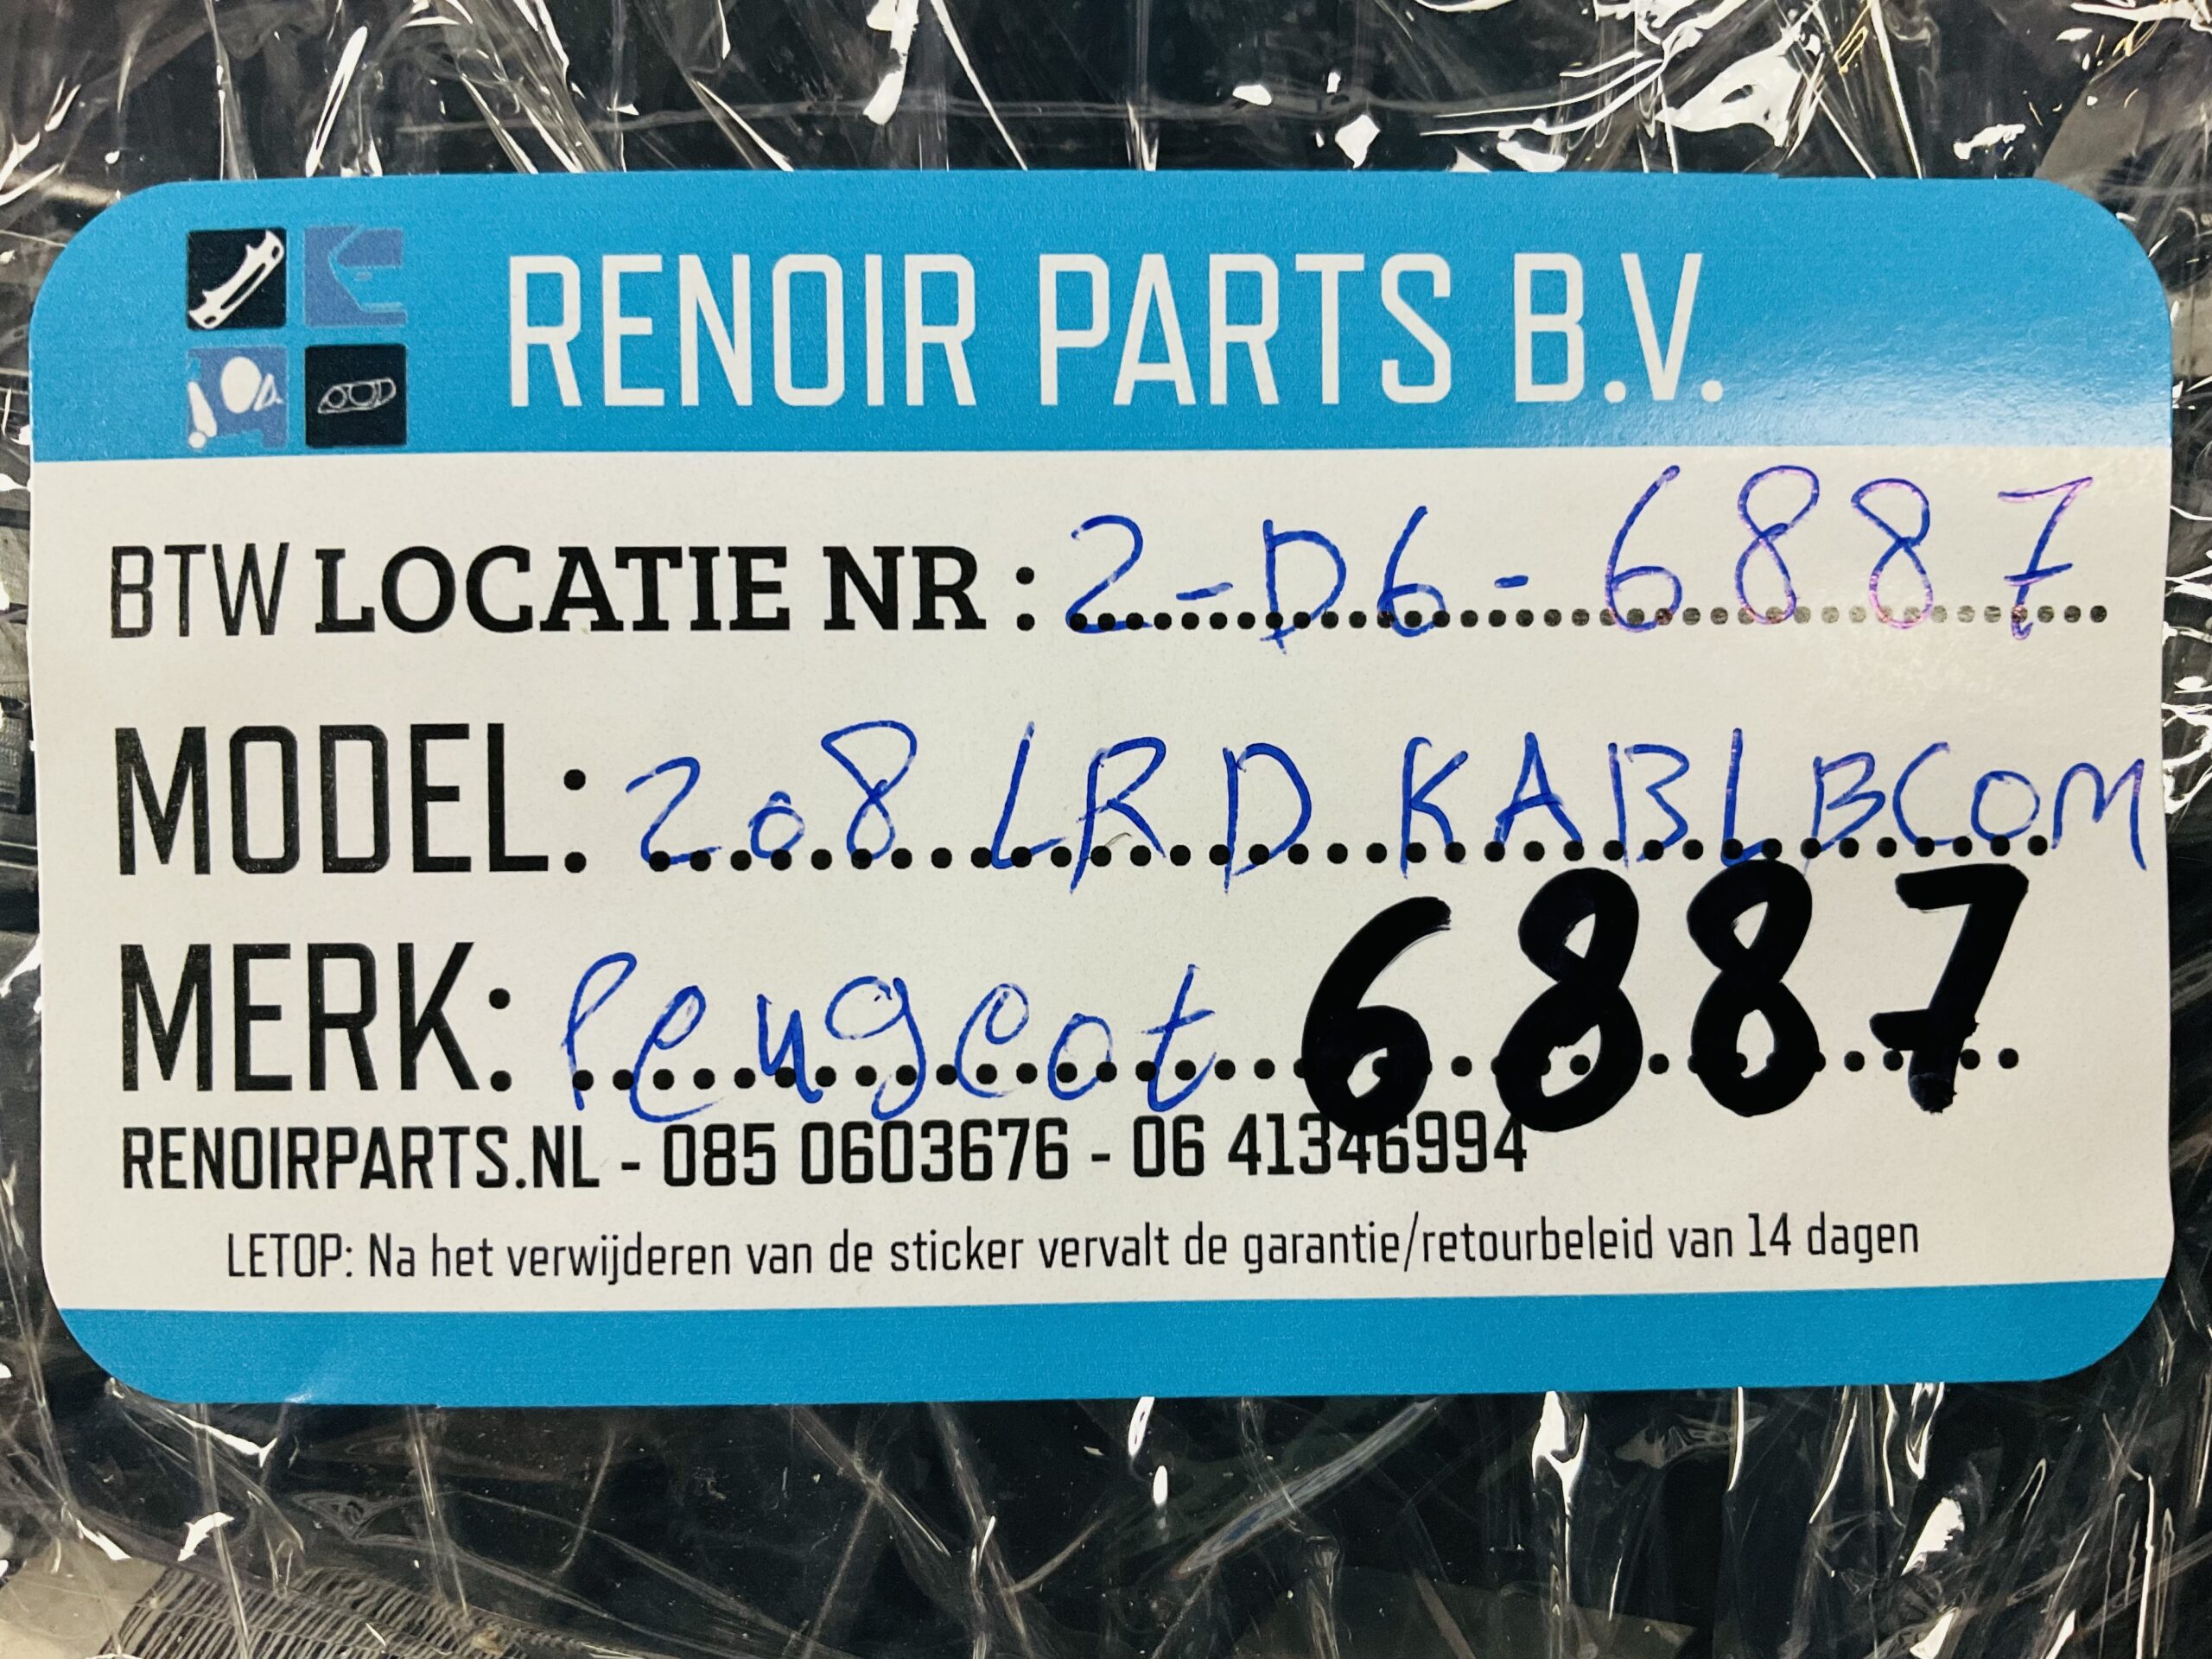 RENOIR PARTS B.V.
BTW LOCATIE NR : 2-D6-6887
MODEL: 208 LRD KABLBCOM
MERK: Peugeot 6887
RENOIRPARTS.NL - 085 0603676 - 06 41346994
LETOP: Na het verwijderen van de sticker vervalt de garantie/retourbeleid van 14 dagen